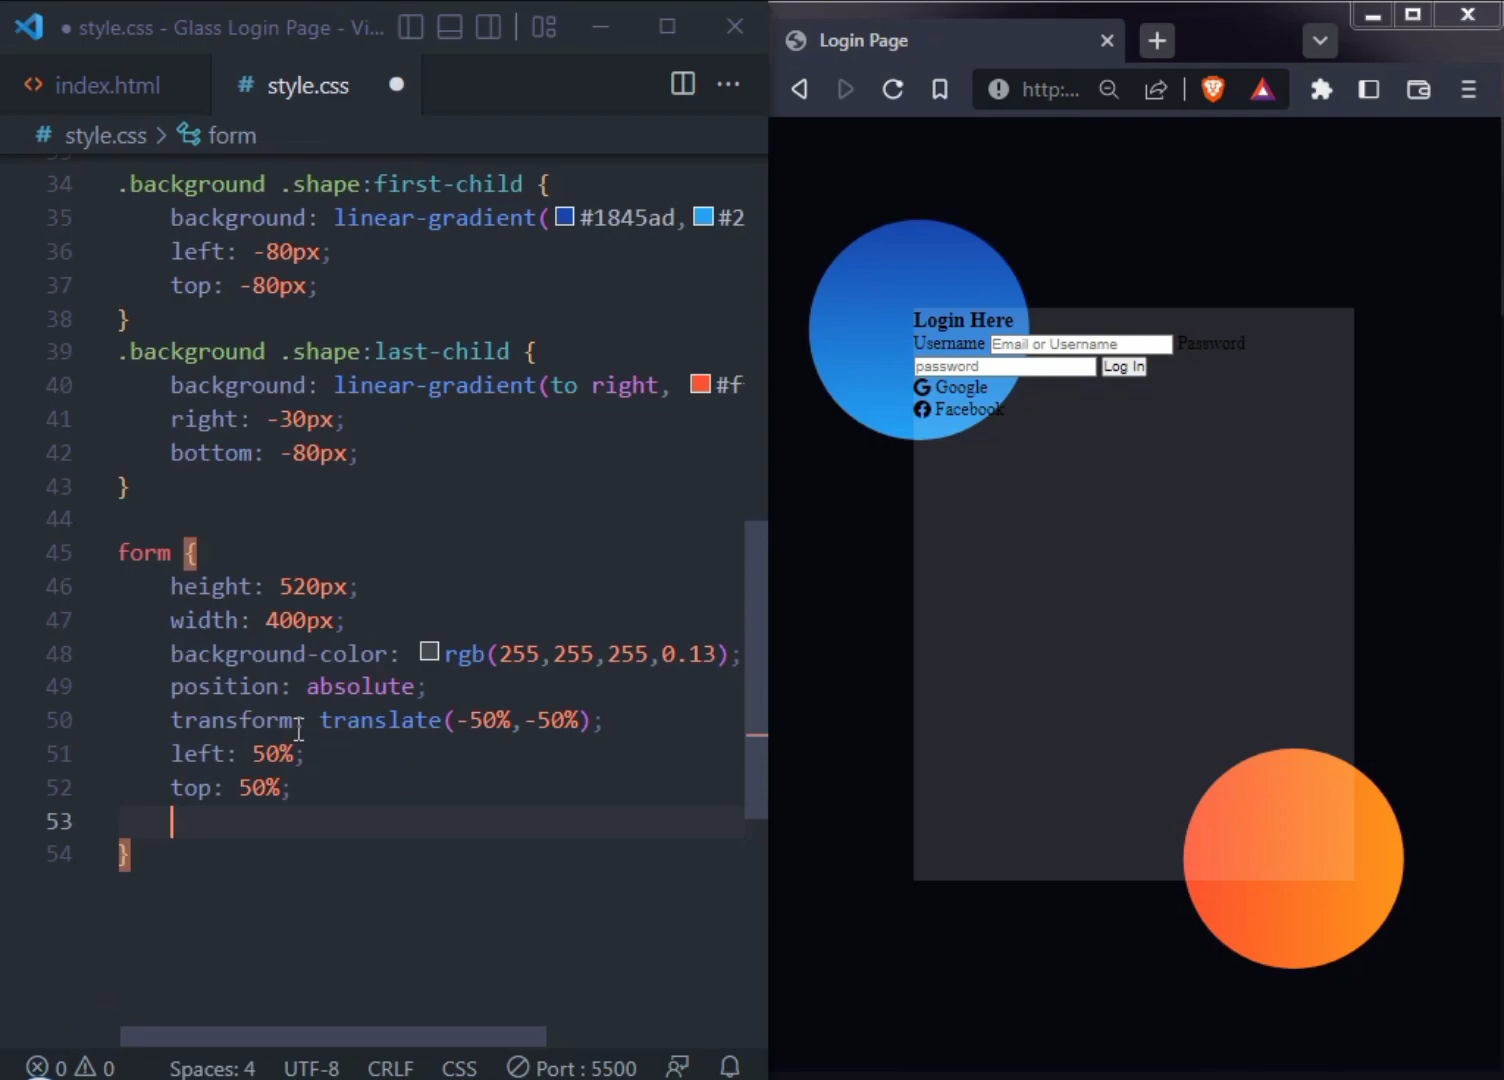 style.css - Glass Login Page - Vi...
index.html
# style.css
# style.css > form
34 .background .shape:first-child {
35 background: linear-gradient(#1845ad, #2
36 left: -80px;
37 top: -80px;
38 }
39 .background .shape:last-child {
40 background: linear-gradient(to right, #f
41 right: -30px;
42 bottom: -80px;
43 }
44
45 form {
46 height: 520px;
47 width: 400px;
48 background-color: rgb(255,255,255,0.13);
49 position: absolute;
50 transform: translate(-50%,-50%);
51 left: 50%;
52 top: 50%;
53
54 }
0 0 Spaces: 4 UTF-8 CRLF CSS Port : 5500
Login Page
http:...
Login Here
Username Email or Username Password
password Log In
Google
Facebook